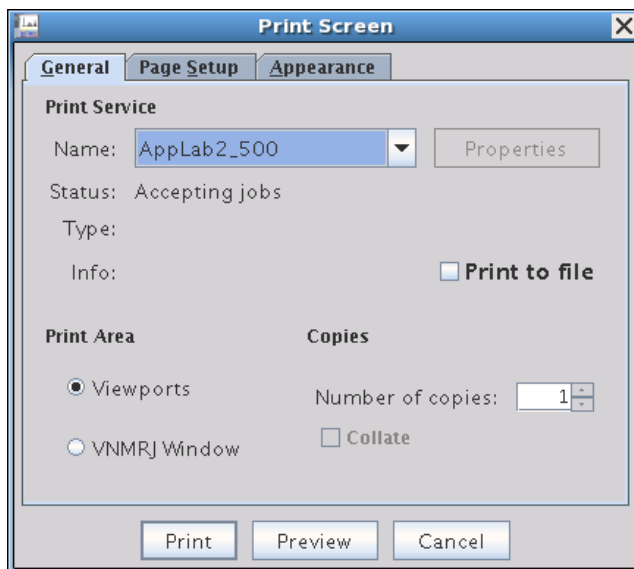 Print Screen
General Page Setup Appearance
Print Service
Name: AppLab2_500 Properties
Status: Accepting jobs
Type:
Info: Print to file
Print Area Copies
Viewports Number of copies: 1
VNMRJ Window Collate
Print Preview Cancel